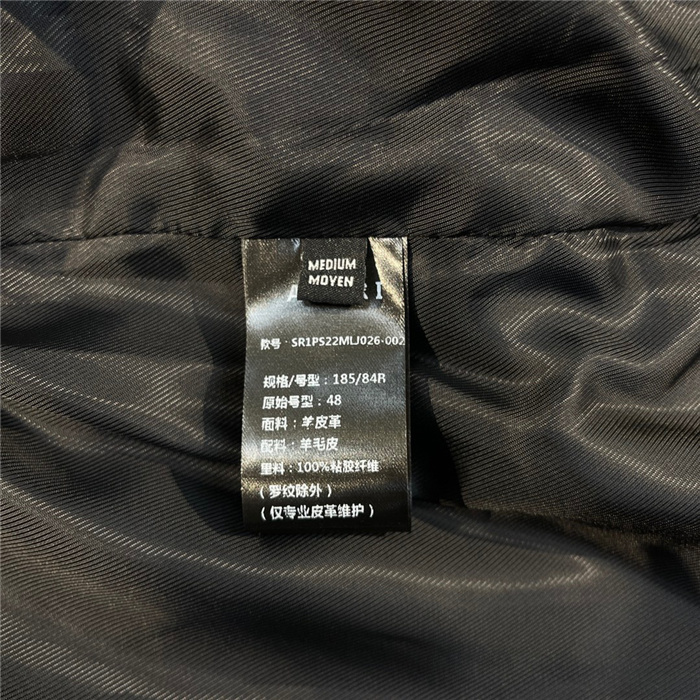 MEDIUM
MOYEN
款号：SR1PS22MLJ026-002
规格/号型：185/84R
原始号型：48
面料：羊皮革
配料：羊毛皮
里料：100%粘胶纤维
（罗纹除外）
（仅专业皮革维护）